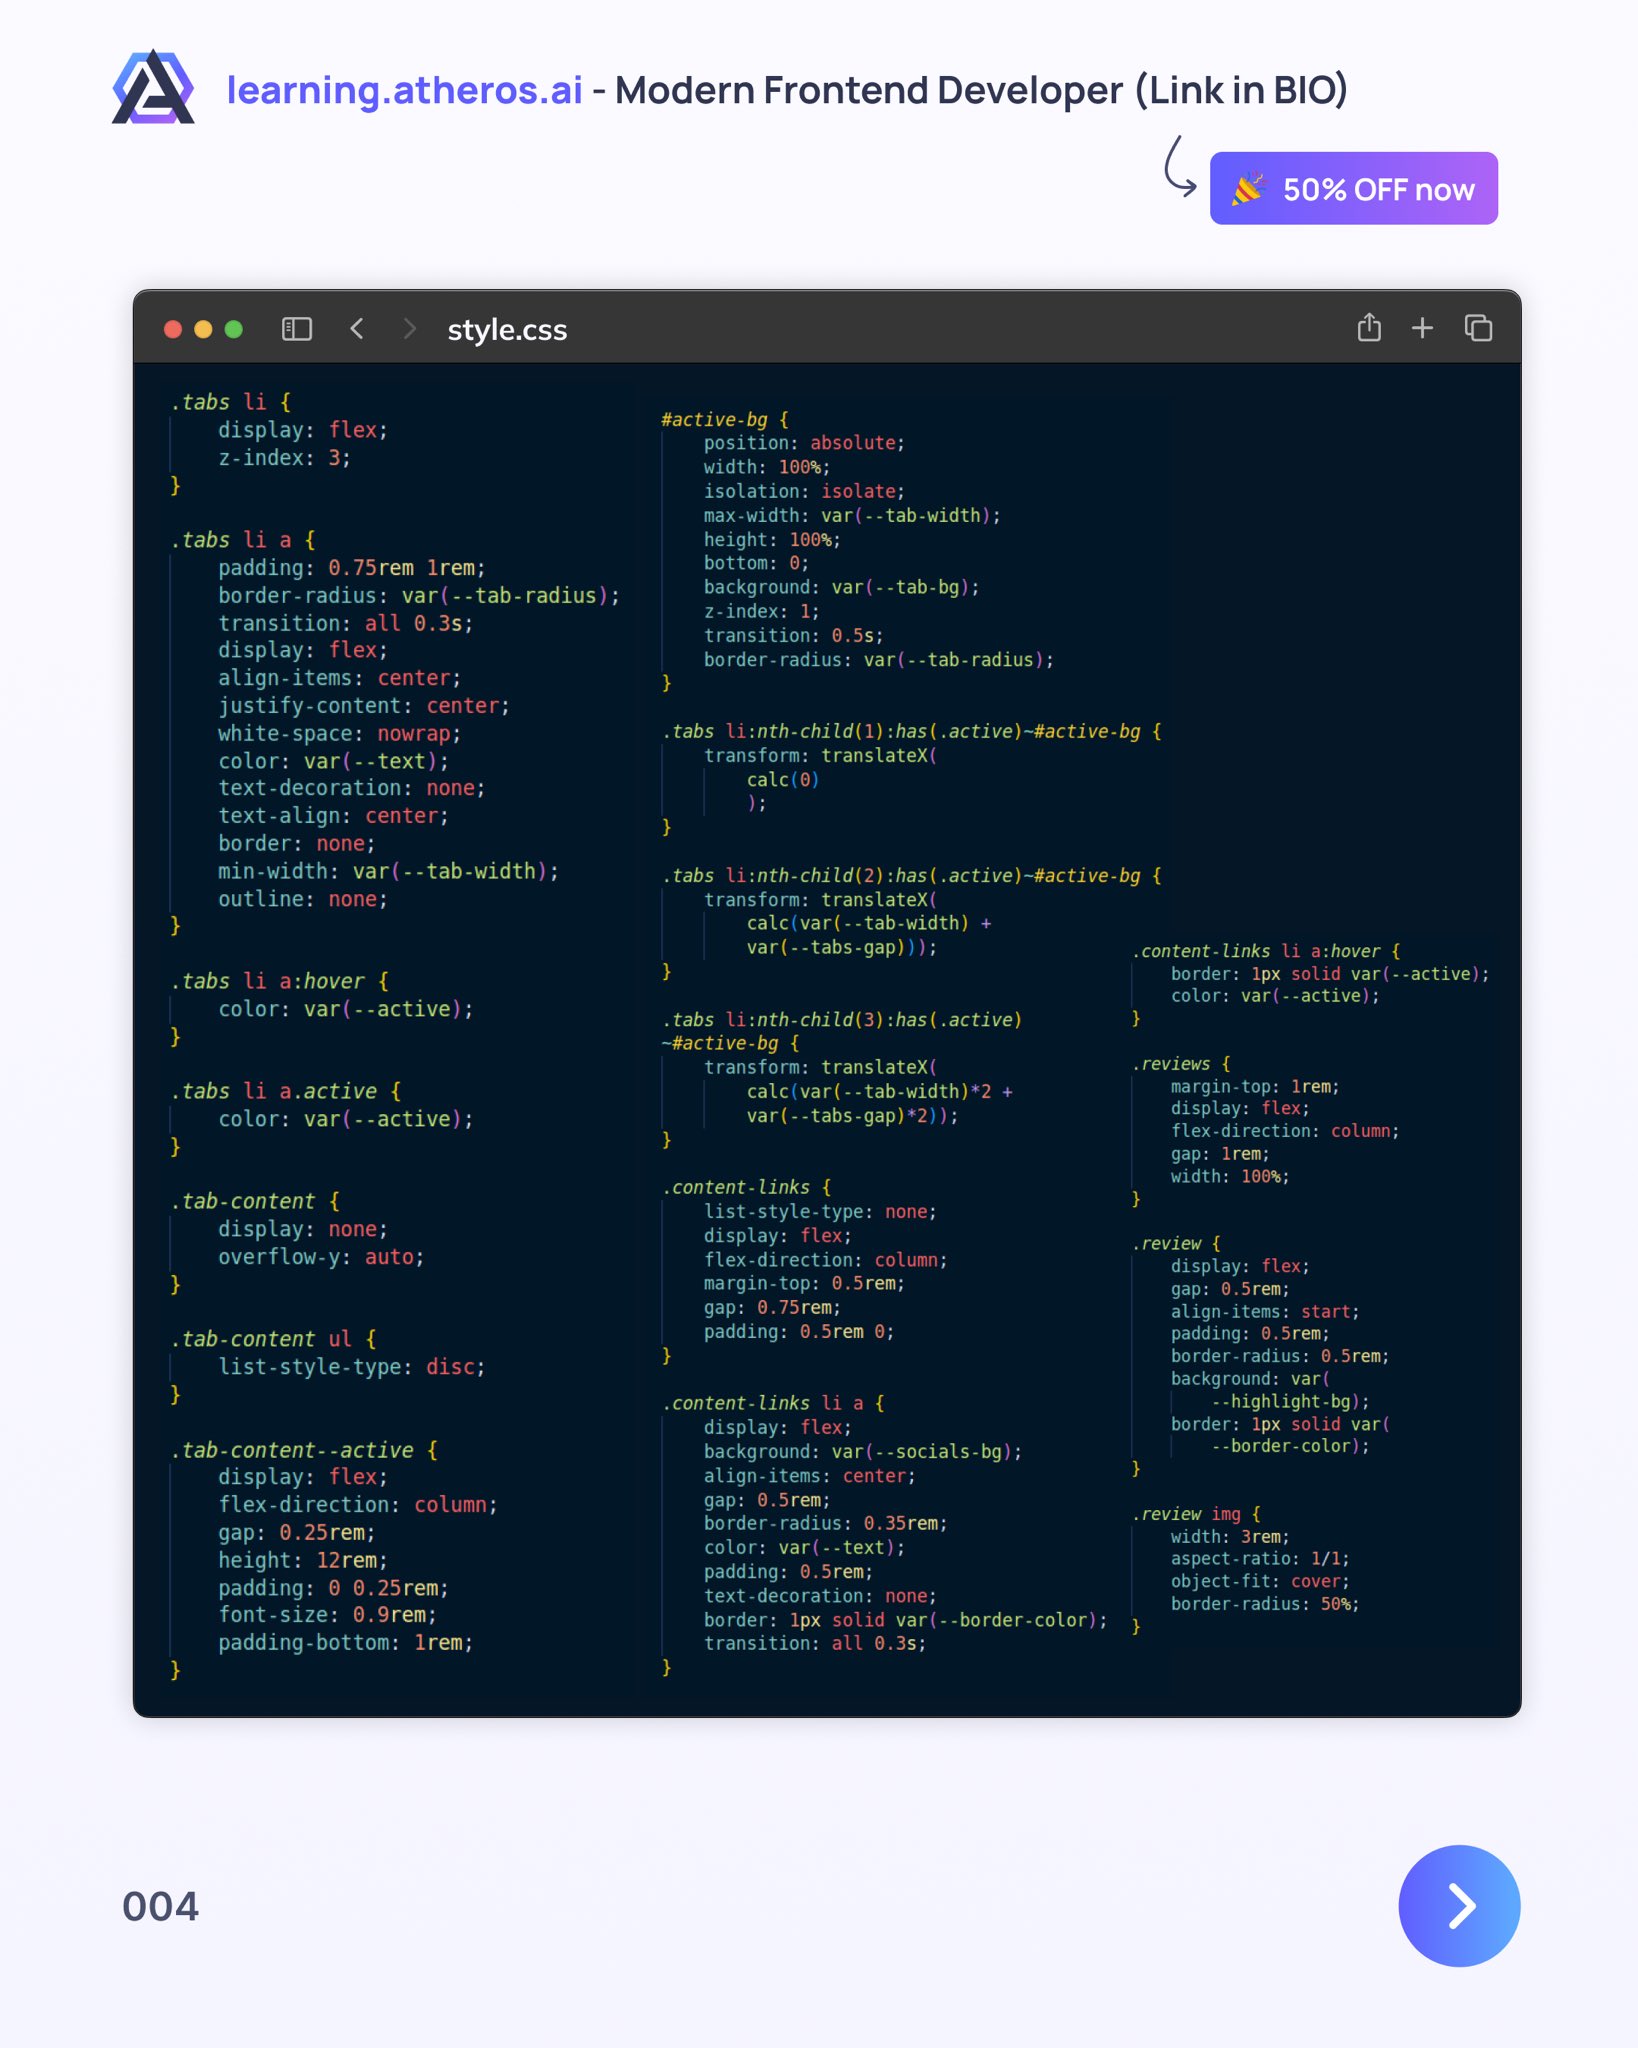 learning.atheros.ai - Modern Frontend Developer (Link in BIO)
50% OFF now
style.css
.tabs li {
display: flex;
z-index: 3;
}
.tabs li a {
padding: 0.75rem 1rem;
border-radius: var(--tab-radius);
transition: all 0.3s;
display: flex;
align-items: center;
justify-content: center;
white-space: nowrap;
color: var(--text);
text-decoration: none;
text-align: center;
border: none;
min-width: var(--tab-width);
outline: none;
}
.tabs li a:hover {
color: var(--active);
}
.tabs li a.active {
color: var(--active);
}
.tab-content {
display: none;
overflow-y: auto;
}
.tab-content ul {
list-style-type: disc;
}
.tab-content--active {
display: flex;
flex-direction: column;
gap: 0.25rem;
height: 12rem;
padding: 0 0.25rem;
font-size: 0.9rem;
padding-bottom: 1rem;
}
#active-bg {
position: absolute;
width: 100%;
isolation: isolate;
max-width: var(--tab-width);
height: 100%;
bottom: 0;
background: var(--tab-bg);
z-index: 1;
transition: 0.5s;
border-radius: var(--tab-radius);
}
.tabs li:nth-child(1):has(.active)~#active-bg {
transform: translateX(
calc(0)
);
}
.tabs li:nth-child(2):has(.active)~#active-bg {
transform: translateX(
calc(var(--tab-width) +
var(--tabs-gap)));
}
.tabs li:nth-child(3):has(.active)
~#active-bg {
transform: translateX(
calc(var(--tab-width)*2 +
var(--tabs-gap)*2));
}
.content-links {
list-style-type: none;
display: flex;
flex-direction: column;
margin-top: 0.5rem;
gap: 0.75rem;
padding: 0.5rem 0;
}
.content-links li a {
display: flex;
background: var(--socials-bg);
align-items: center;
gap: 0.5rem;
border-radius: 0.35rem;
color: var(--text);
padding: 0.5rem;
text-decoration: none;
border: 1px solid var(--border-color);
transition: all 0.3s;
}
.content-links li a:hover {
border: 1px solid var(--active);
color: var(--active);
}
.reviews {
margin-top: 1rem;
display: flex;
flex-direction: column;
gap: 1rem;
width: 100%;
}
.review {
display: flex;
gap: 0.5rem;
align-items: start;
padding: 0.5rem;
border-radius: 0.5rem;
background: var(
--highlight-bg);
border: 1px solid var(
--border-color);
}
.review img {
width: 3rem;
aspect-ratio: 1/1;
object-fit: cover;
border-radius: 50%;
}
004